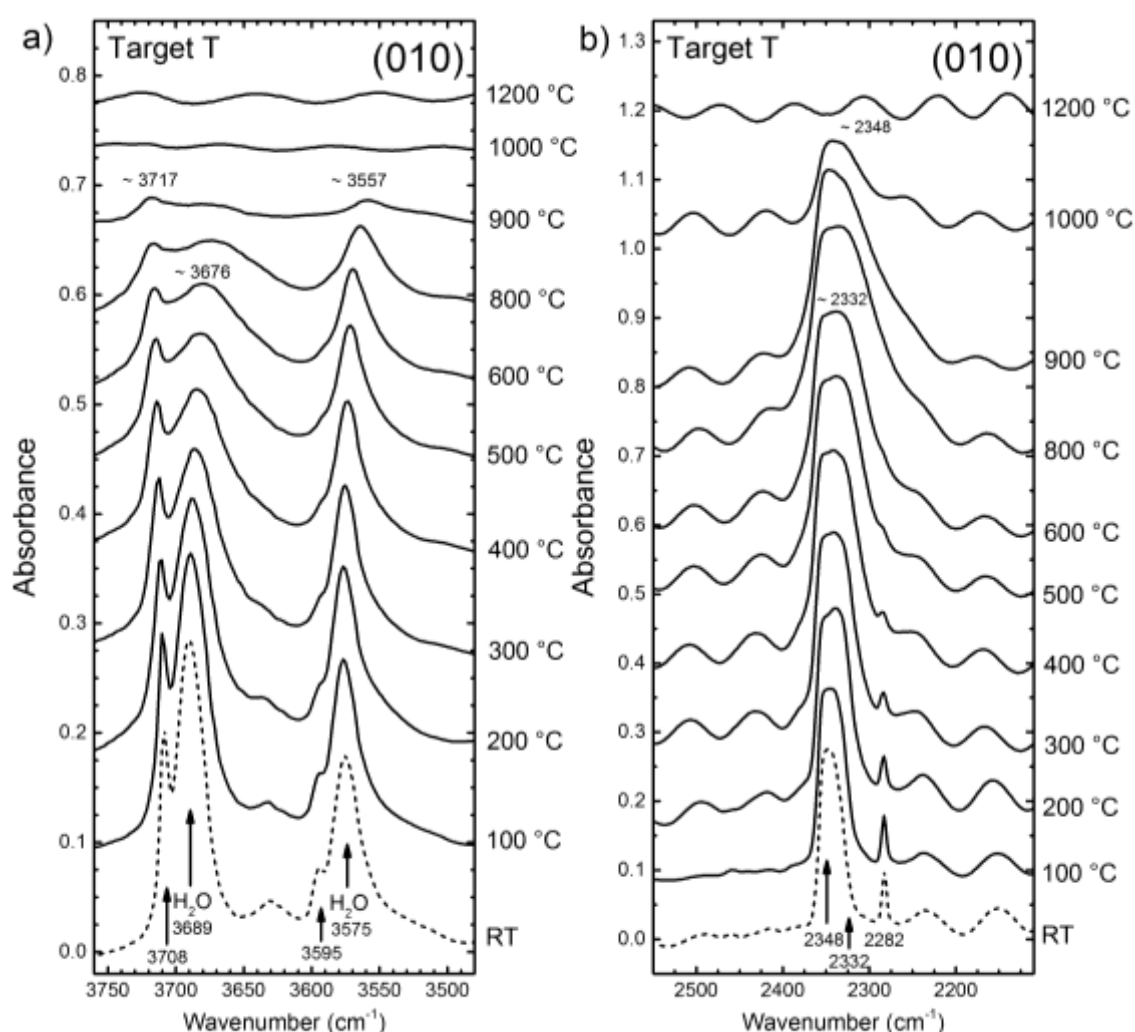 a)
Target T
(010)
Absorbance
0.8
0.7
0.6
0.5
0.4
0.3
0.2
0.1
0.0
1200 °C
1000 °C
~ 3717
~ 3557
900 °C
~ 3676
800 °C
600 °C
500 °C
400 °C
300 °C
200 °C
100 °C
H₂O
3689
3708
H₂O
3575
3595
RT
3750 3700 3650 3600 3550 3500
Wavenumber (cm⁻¹)
b)
Target T
(010)
Absorbance
1.3
1.2
1.1
1.0
0.9
0.8
0.7
0.6
0.5
0.4
0.3
0.2
0.1
0.0
1200 °C
~ 2348
1000 °C
~ 2332
900 °C
800 °C
600 °C
500 °C
400 °C
300 °C
200 °C
100 °C
2348
2282
2332
RT
2500 2400 2300 2200
Wavenumber (cm⁻¹)